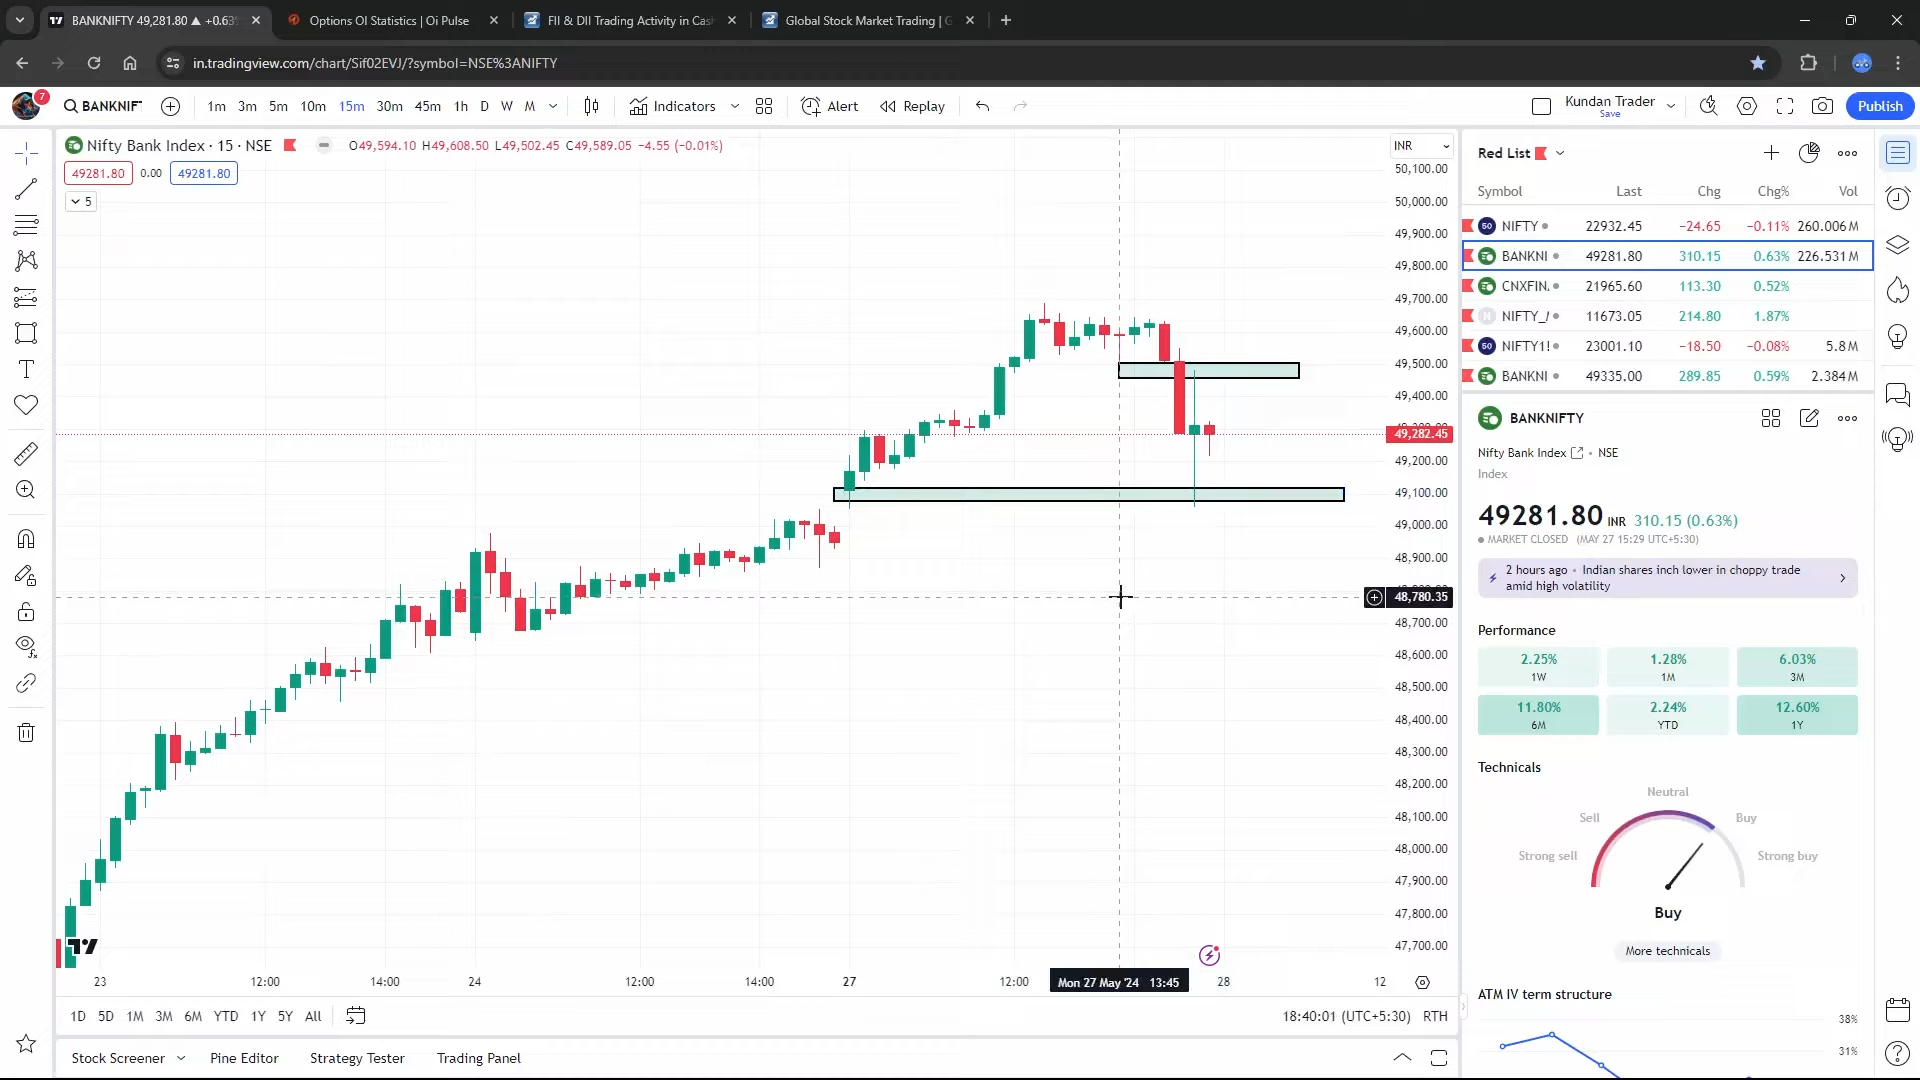 BANKNIFTY 49,281.80 ▲ +0.63
Options OI Statistics | Oi Pulse
FII & DII Trading Activity in Cas
Global Stock Market Trading | G
in.tradingview.com/chart/Sif02EVJ/?symbol=NSE%3ANIFTY
7
BANKNIF
1m 3m 5m 10m 15m 30m 45m 1h D W M
Indicators
Alert
Replay
Kundan Trader
Save
Publish
Nifty Bank Index · 15 · NSE
O49,594.10 H49,608.50 L49,502.45 C49,589.05 −4.55 (−0.01%)
49281.80 0.00 49281.80
5
INR
50,100.00
50,000.00
49,900.00
49,800.00
49,700.00
49,600.00
49,500.00
49,400.00
49,282.45
49,200.00
49,100.00
49,000.00
48,900.00
48,780.35
48,700.00
48,600.00
48,500.00
48,400.00
48,300.00
48,200.00
48,100.00
48,000.00
47,900.00
47,800.00
47,700.00
23 12:00 14:00 24 12:00 14:00 27 12:00 Mon 27 May '24 13:45 28 12
1D 5D 1M 3M 6M YTD 1Y 5Y All
18:40:01 (UTC+5:30) RTH
Stock Screener
Pine Editor
Strategy Tester
Trading Panel
Red List
Symbol Last Chg Chg% Vol
NIFTY 22932.45 −24.65 −0.11% 260.006 M
BANKNI 49281.80 310.15 0.63% 226.531 M
CNXFIN. 21965.60 113.30 0.52%
NIFTY_ 11673.05 214.80 1.87%
NIFTY1! 23001.10 −18.50 −0.08% 5.8 M
BANKNI 49335.00 289.85 0.59% 2.384 M
BANKNIFTY
Nifty Bank Index • NSE
Index
49281.80 INR 310.15 (0.63%)
MARKET CLOSED (MAY 27 15:29 UTC+5:30)
2 hours ago • Indian shares inch lower in choppy trade
amid high volatility
Performance
2.25% 1.28% 6.03%
1W 1M 3M
11.80% 2.24% 12.60%
6M YTD 1Y
Technicals
Neutral
Sell Buy
Strong sell Strong buy
Buy
More technicals
ATM IV term structure
38%
31%